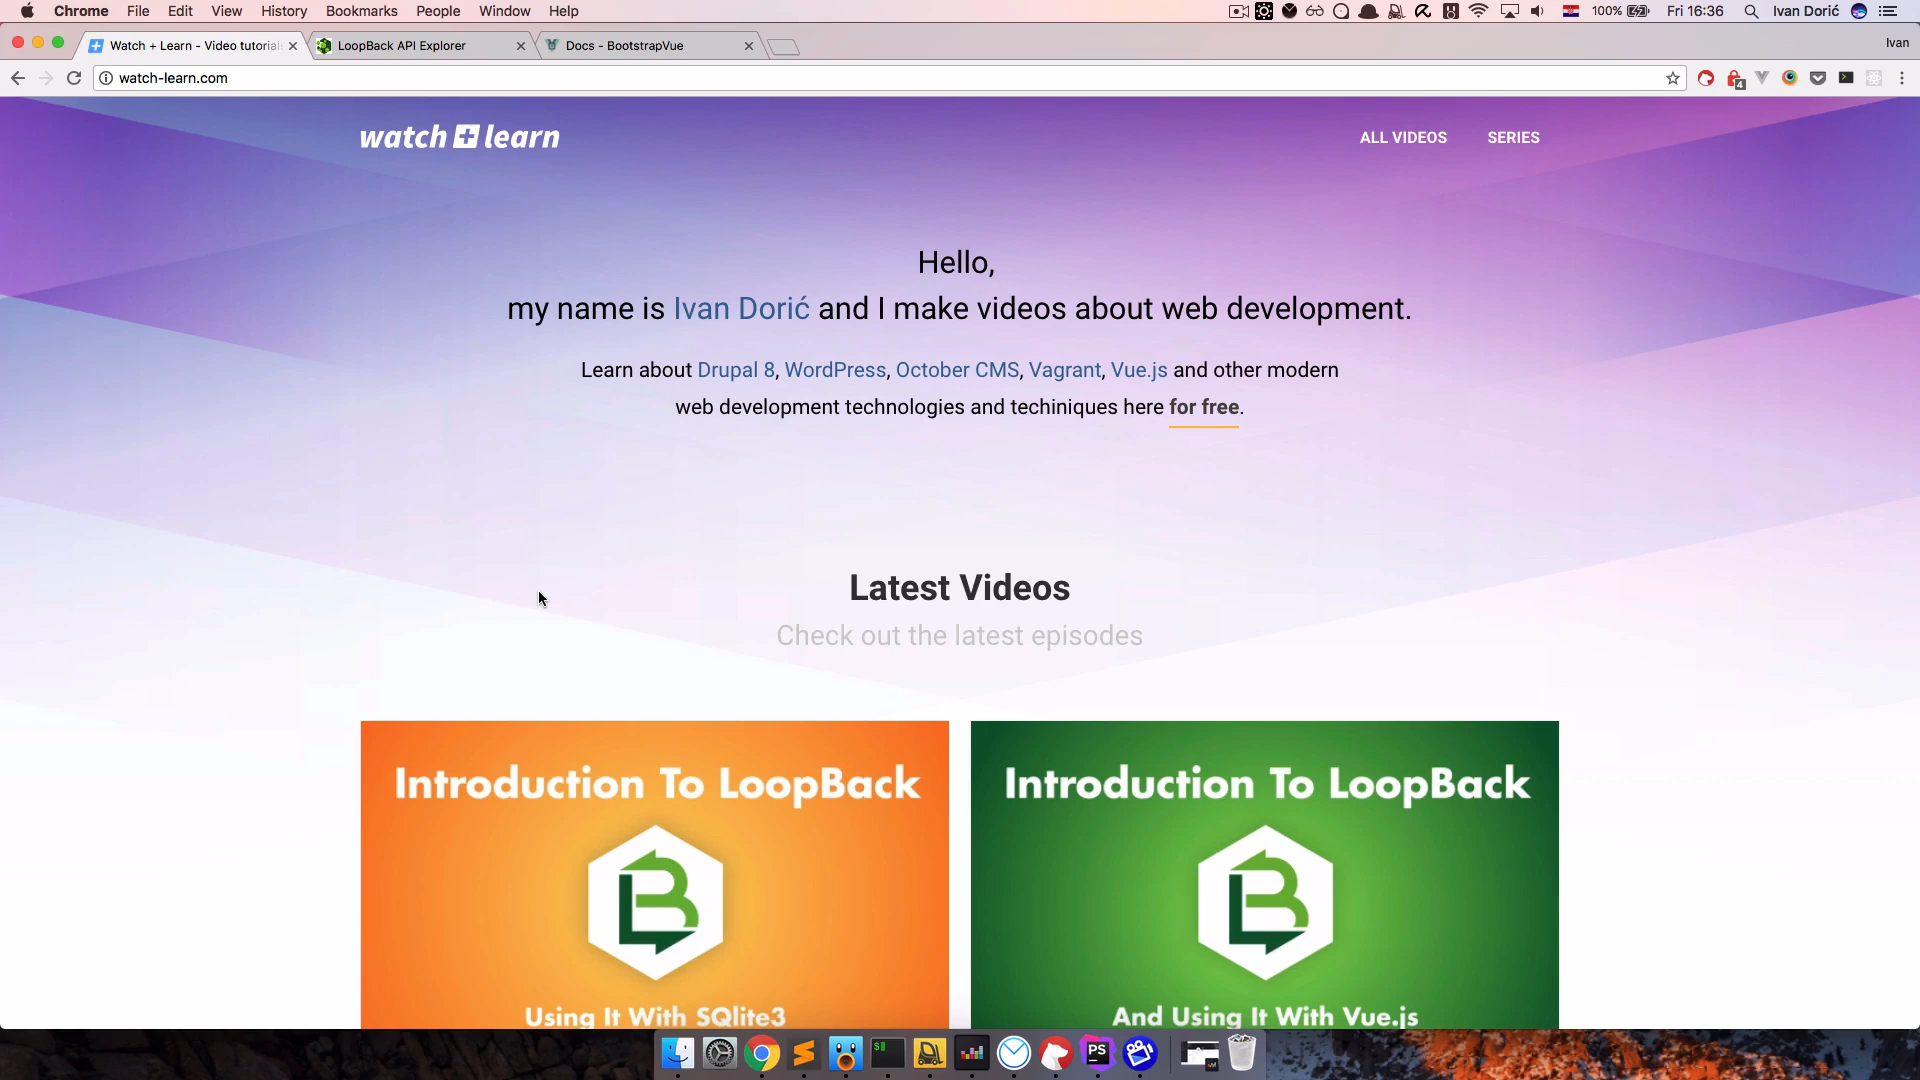 Chrome File Edit View History Bookmarks People Window Help 100% Fri 16:36 Ivan Dorić
Watch + Learn - Video tutorial LoopBack API Explorer Docs - BootstrapVue Ivan
watch-learn.com 4
watch learn ALL VIDEOS SERIES
Hello,
my name is Ivan Dorić and I make videos about web development.
Learn about Drupal 8, WordPress, October CMS, Vagrant, Vue.js and other modern
web development technologies and techiniques here for free.
Latest Videos
Check out the latest episodes
Introduction To LoopBack
Using It With SQlite3
Introduction To LoopBack
And Using It With Vue.js
$ PS